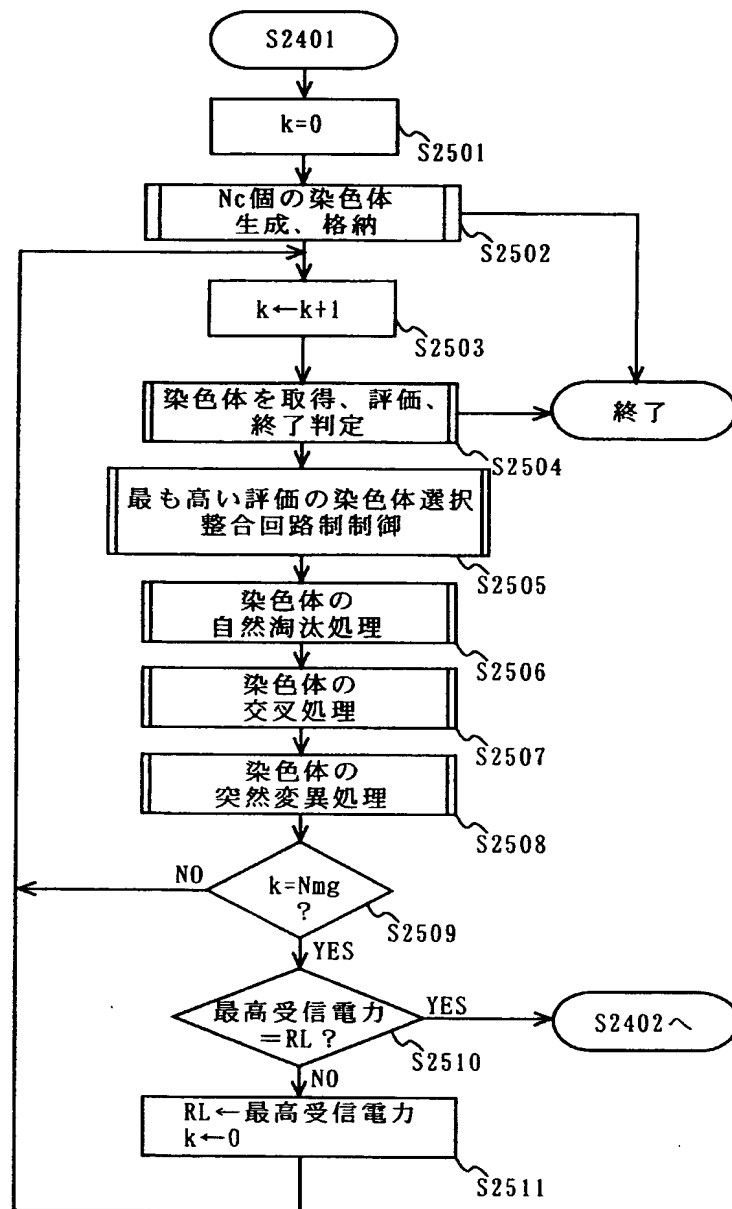 S2401
k=0
S2501
Nc個の染色体
生成、格納
S2502
k←k+1
S2503
染色体を取得、評価、
終了判定
S2504
終了
最も高い評価の染色体選択
整合回路制制御
S2505
染色体の
自然淘汰処理
S2506
染色体の
交叉処理
S2507
染色体の
突然変異処理
S2508
NO
k=Nmg
?
S2509
YES
最高受信電力
=RL?
YES
S2402へ
S2510
NO
RL←最高受信電力
k←0
S2511